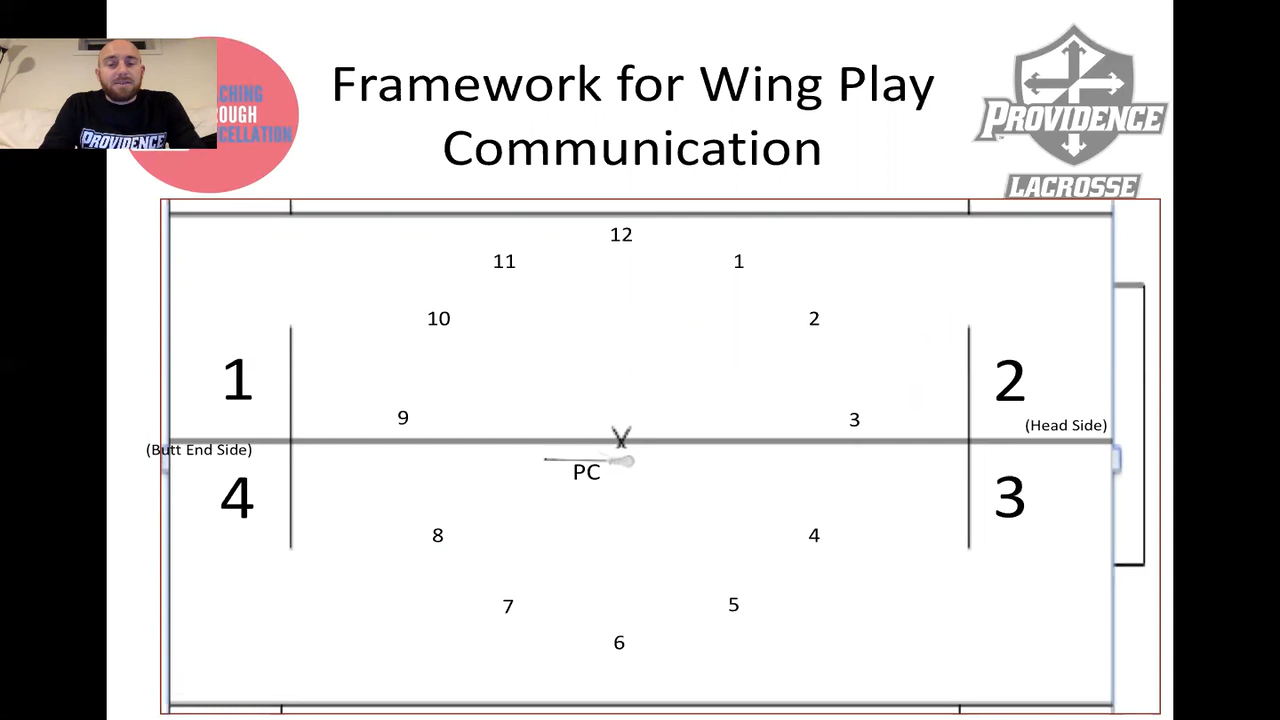 Framework for Wing Play
Communication
PROVIDENCE
LACROSSE
PROVIDENCE
12
11
1
10
2
1
2
9
3
(Head Side)
(Butt End Side)
PC
4
3
8
4
7
5
6